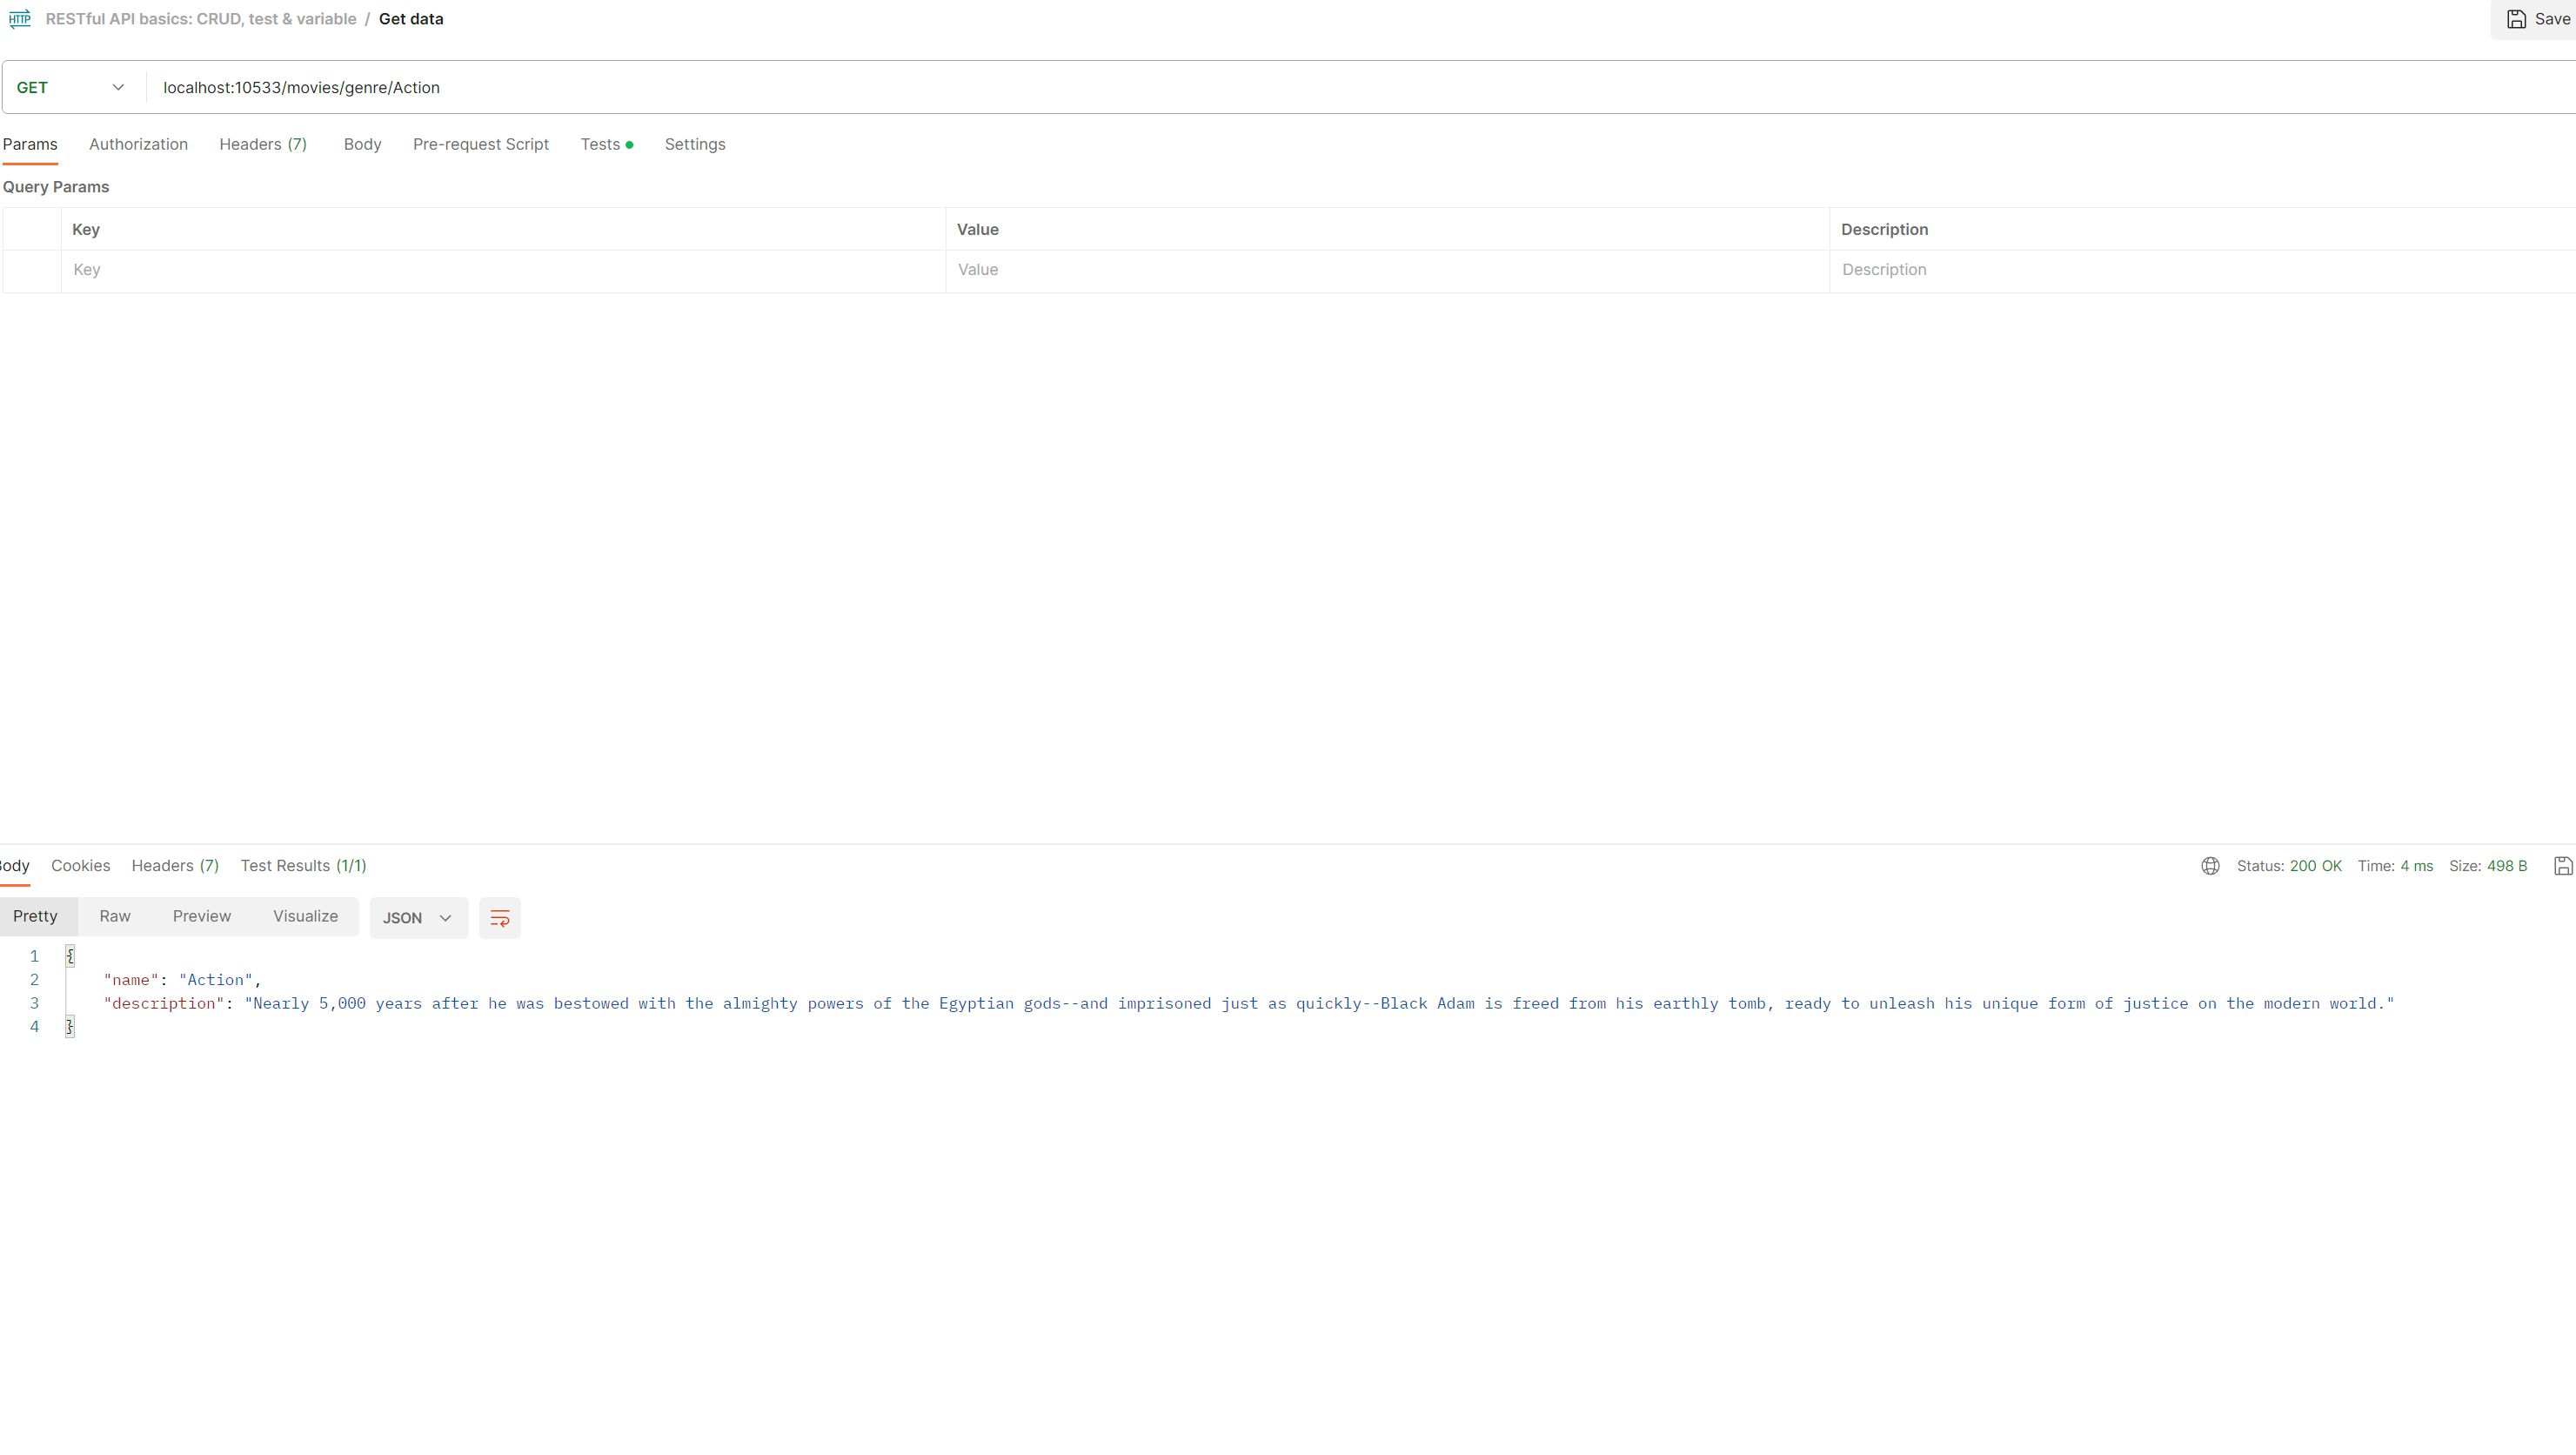 HTTP RESTful API basics: CRUD, test & variable / Get data Save
GET localhost:10533/movies/genre/Action
Params Authorization Headers (7) Body Pre-request Script Tests Settings
Query Params
Key Value Description
Key Value Description
Body Cookies Headers (7) Test Results (1/1) Status: 200 OK Time: 4 ms Size: 498 B
Pretty Raw Preview Visualize JSON
1 {
2 "name": "Action",
3 "description": "Nearly 5,000 years after he was bestowed with the almighty powers of the Egyptian gods--and imprisoned just as quickly--Black Adam is freed from his earthly tomb, ready to unleash his unique form of justice on the modern world."
4 }